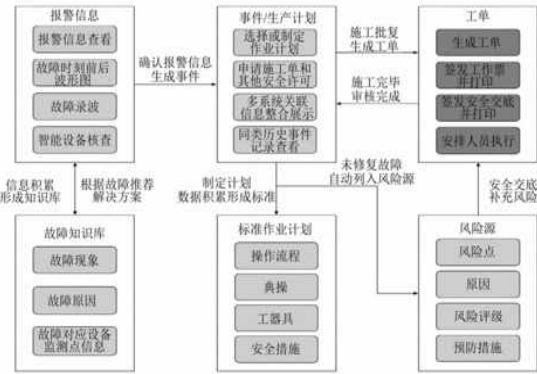 报警信息
报警信息查看
故障时刻前后
波形图
故障录波
智能设备核查
确认报警信息
生成事件
事件/生产计划
选择或制定
作业计划
申请施工单和
其他安全许可
多系统关联
信息整合展示
同类历史事件
记录查看
施工批复
生成工单
施工完毕
审核完成
工单
生成工单
签发工作票
并打印
签发安全交底
并打印
安排人员执行
信息积累
形成知识库
根据故障推荐
解决方案
制定计划
数据积累形成标准
未修复故障
自动列入风险源
安全交底
补充风险
故障知识库
故障现象
故障原因
故障对应设备
监测点信息
标准作业计划
操作流程
典操
工器具
安全措施
风险源
风险点
原因
风险评级
预防措施